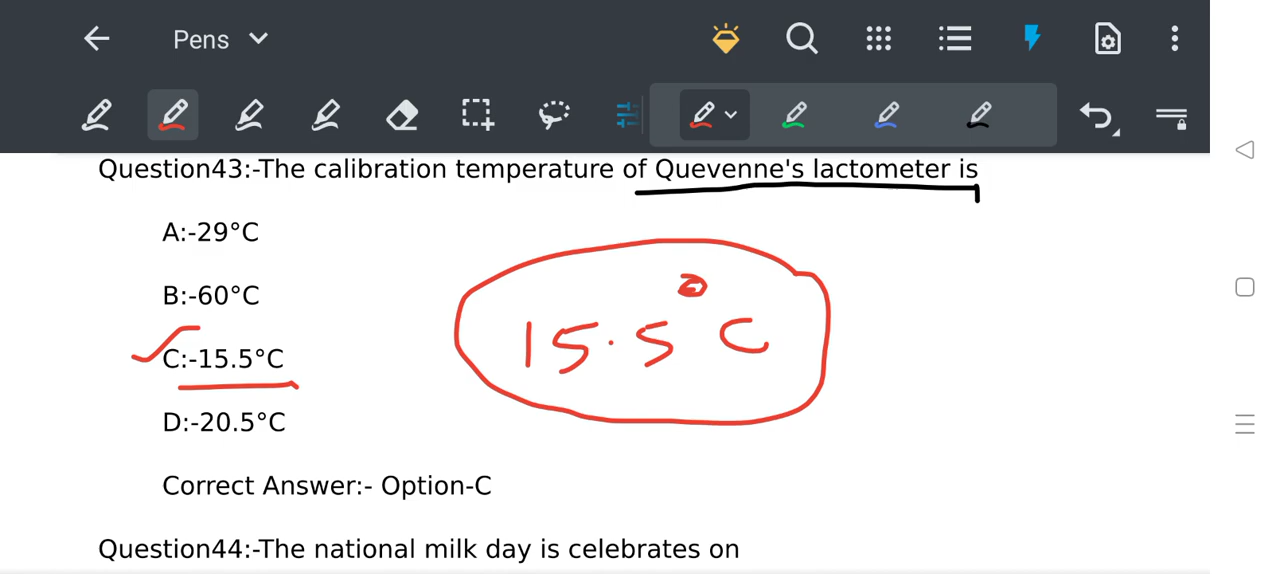 Pens
Question43:-The calibration temperature of Quevenne's lactometer is
A:-29°C
B:-60°C
C:-15.5°C
15.5°C
D:-20.5°C
Correct Answer:- Option-C
Question44:-The national milk day is celebrates on